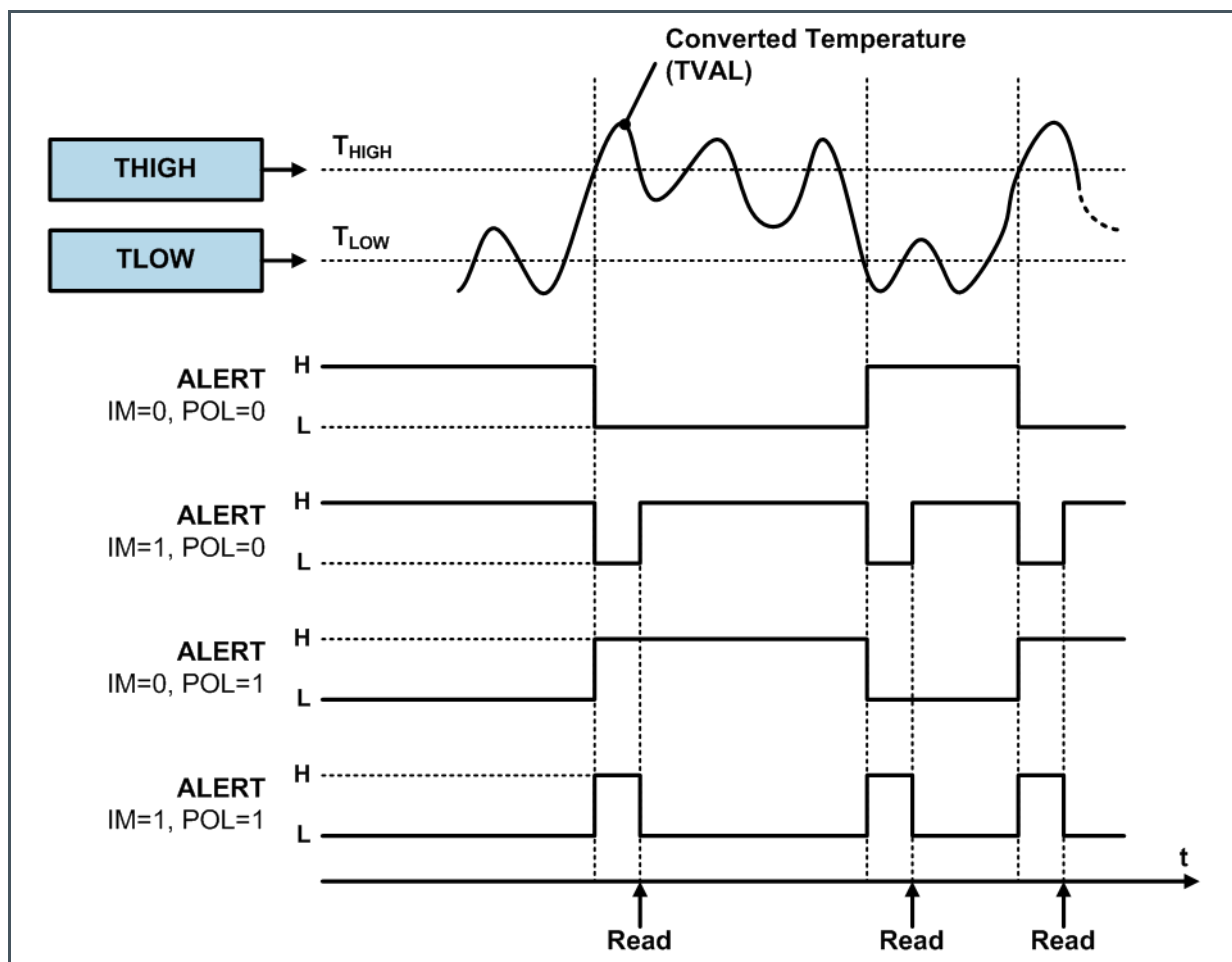 Converted Temperature
(TVAL)
THIGH
THIGH
TLOW
TLOW
ALERT
IM=0, POL=0
H
L
ALERT
IM=1, POL=0
H
L
ALERT
IM=0, POL=1
H
L
ALERT
IM=1, POL=1
H
L
t
Read
Read
Read